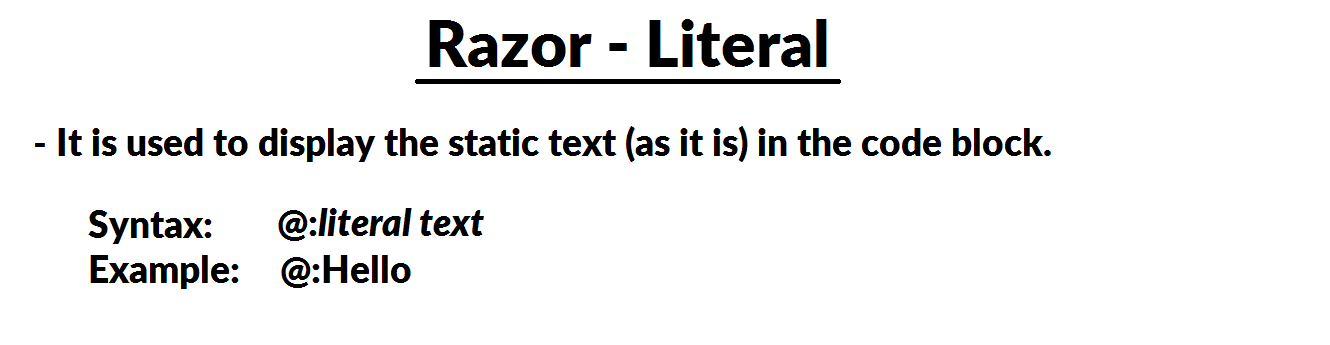 Razor - Literal
- It is used to display the static text (as it is) in the code block.
Syntax: @:literal text
Example: @:Hello